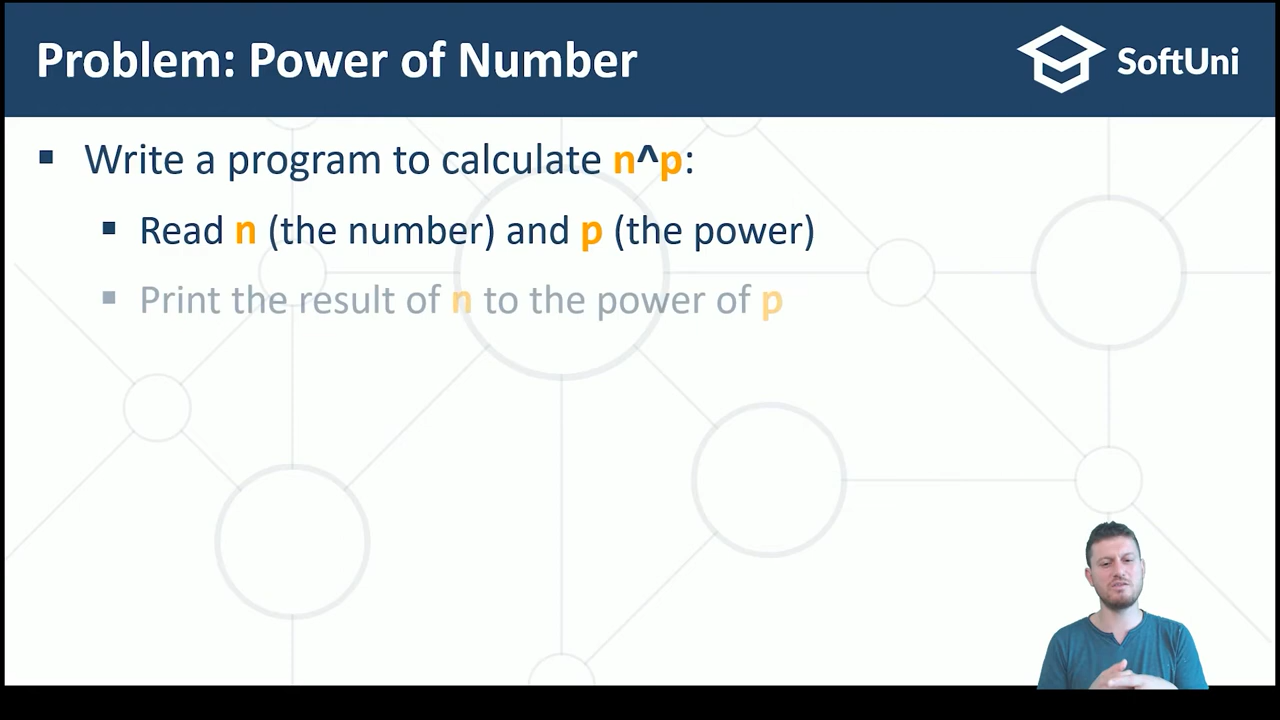 Problem: Power of Number
SoftUni
▪ Write a program to calculate n^p:
▪ Read n (the number) and p (the power)
▪ Print the result of n to the power of p